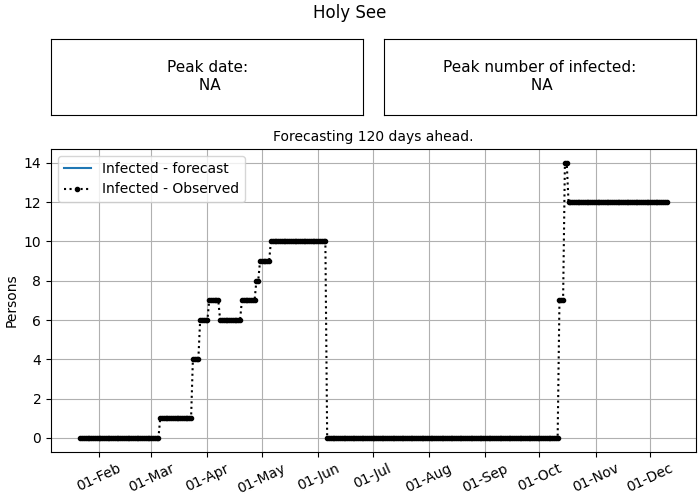 Holy See
Peak date:
NA
Peak number of infected:
NA
Forecasting 120 days ahead.
Infected - forecast
Infected - Observed
Persons
14
12
10
8
6
4
2
0
01-Feb
01-Mar
01-Apr
01-May
01-Jun
01-Jul
01-Aug
01-Sep
01-Oct
01-Nov
01-Dec